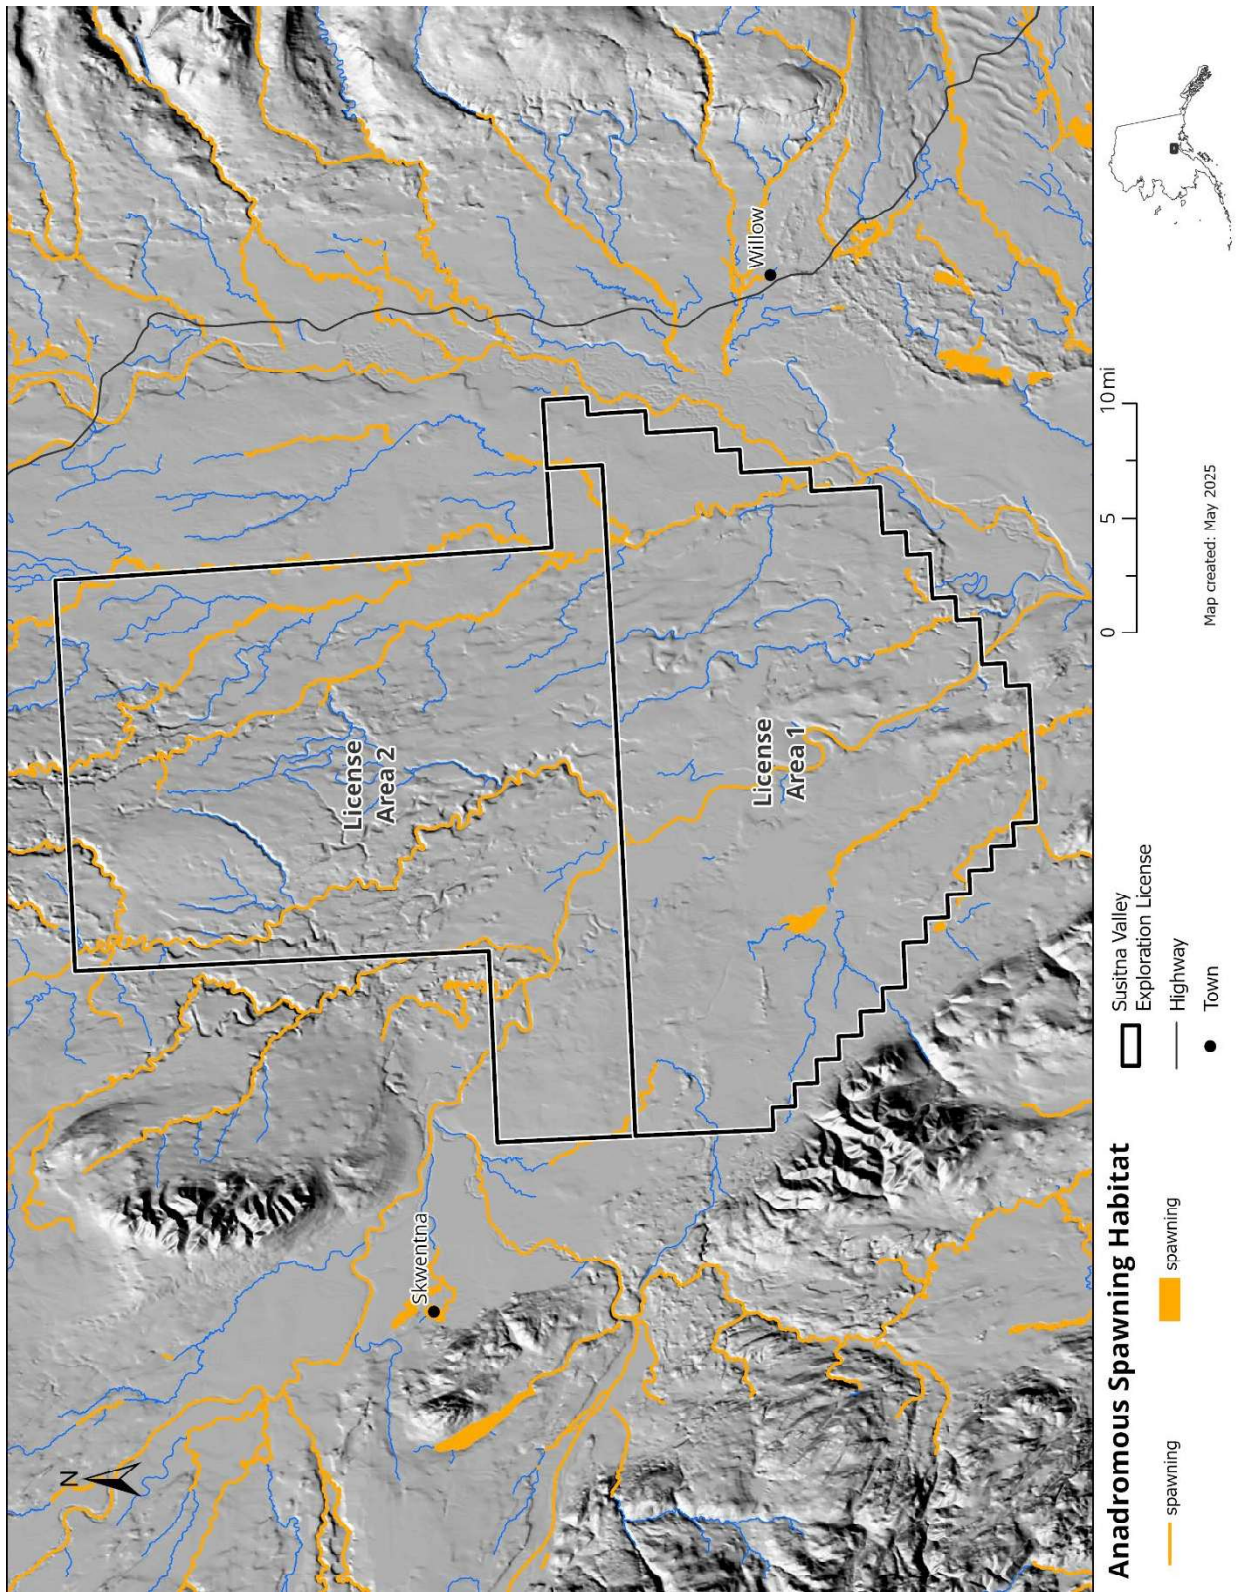 N
Skwentna
Willow
License
Area 2
License
Area 1
Anadromous Spawning Habitat
spawning
spawning
Susitna Valley
Exploration License
Highway
Town
0
5
10 mi
Map created: May 2025